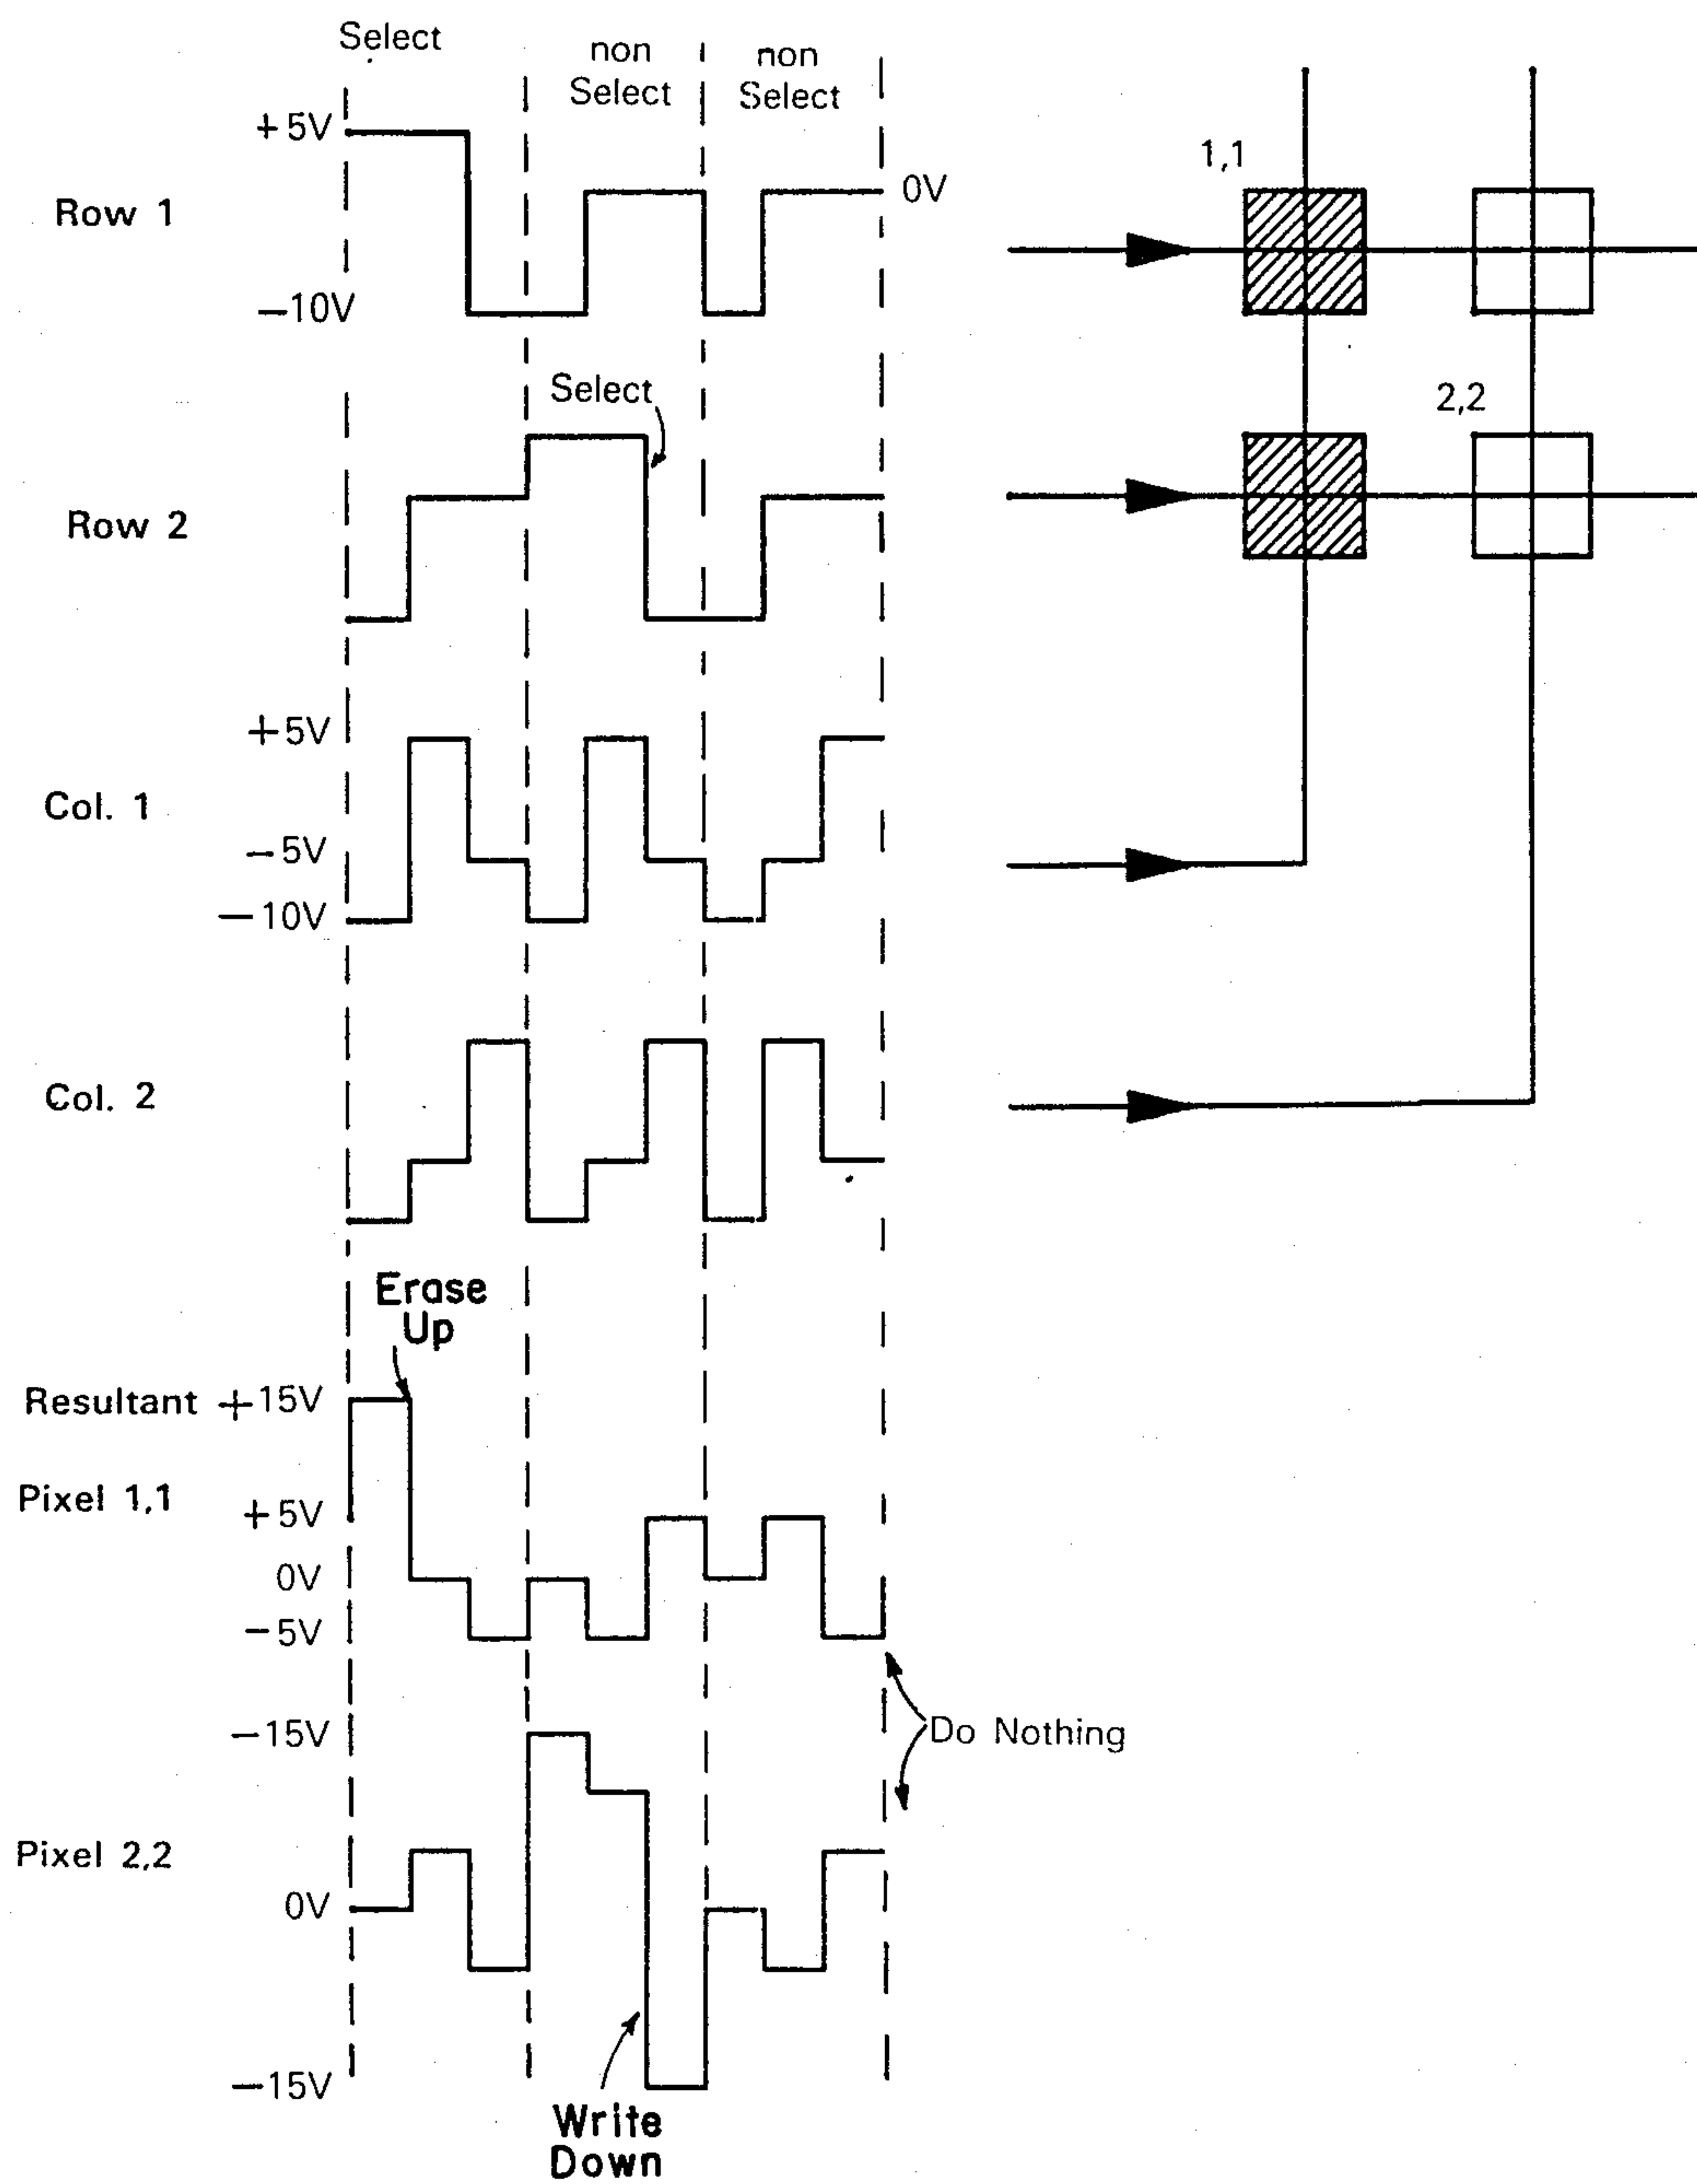 Select
non
Select
non
Select
+5V
0V
1,1
Row 1
−10V
Select
2,2
Row 2
+5V
Col. 1
−5V
−10V
Col. 2
Erase
Up
Resultant +15V
Pixel 1,1
+5V
0V
−5V
−15V
Do Nothing
Pixel 2,2
0V
−15V
Write
Down